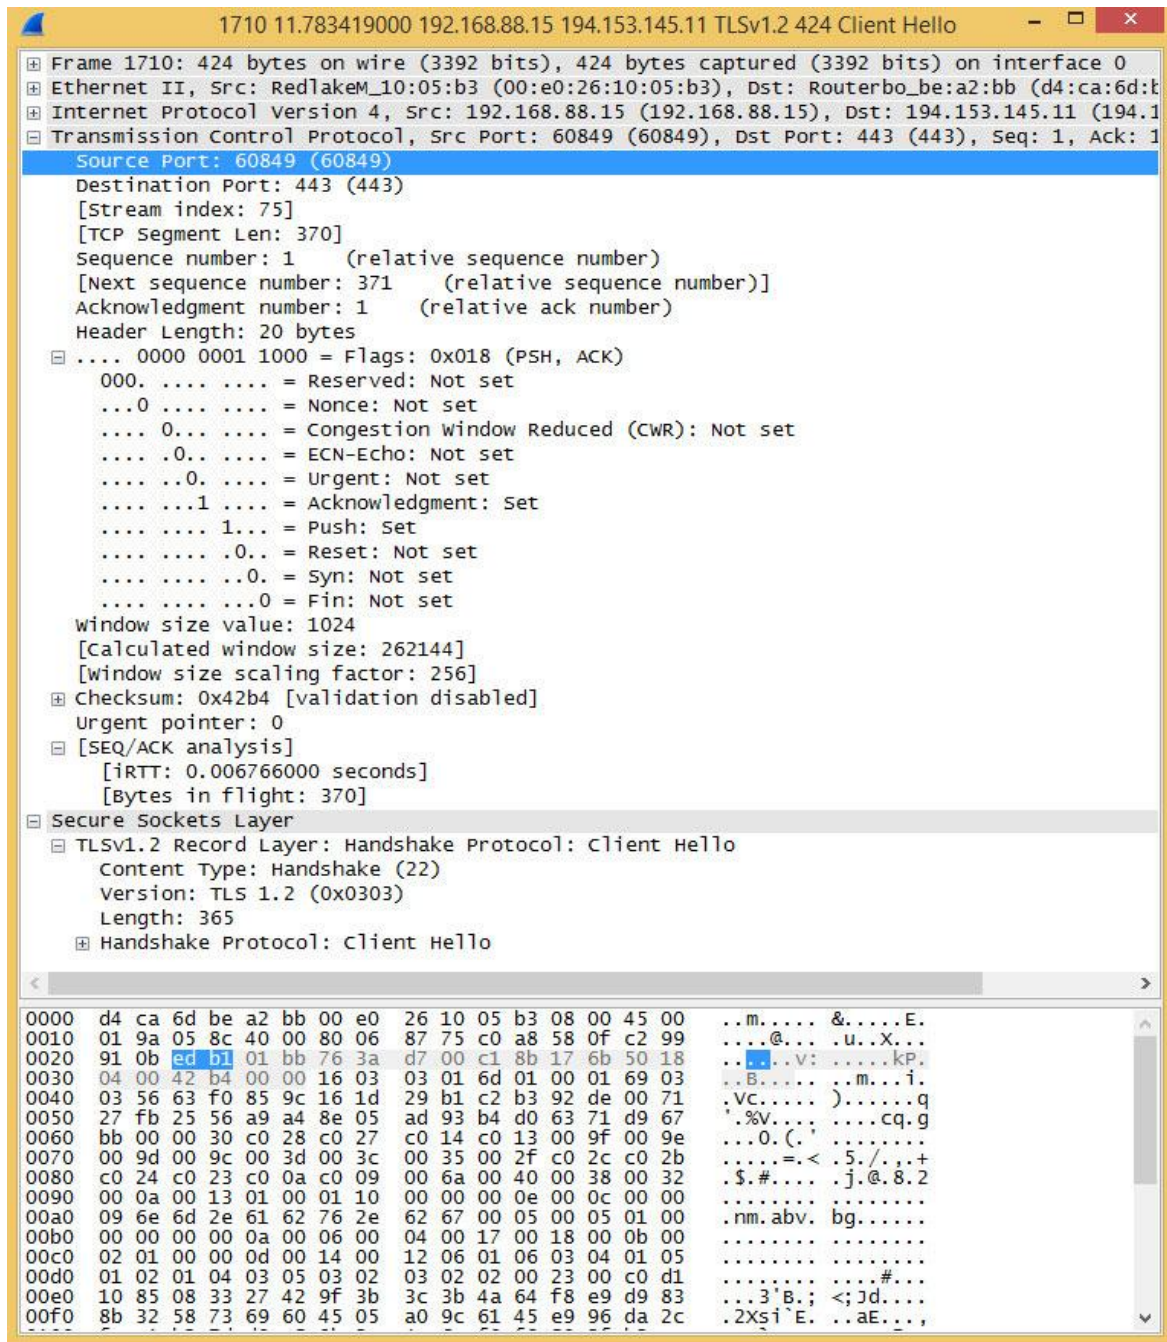 1710 11.783419000 192.168.88.15 194.153.145.11 TLSv1.2 424 Client Hello
Frame 1710: 424 bytes on wire (3392 bits), 424 bytes captured (3392 bits) on interface 0
Ethernet II, Src: RedlakeM_10:05:b3 (00:e0:26:10:05:b3), Dst: Routerbo_be:a2:bb (d4:ca:6d:b
Internet Protocol Version 4, Src: 192.168.88.15 (192.168.88.15), Dst: 194.153.145.11 (194.1
Transmission Control Protocol, Src Port: 60849 (60849), Dst Port: 443 (443), Seq: 1, Ack: 1
Source Port: 60849 (60849)
Destination Port: 443 (443)
[Stream index: 75]
[TCP Segment Len: 370]
Sequence number: 1 (relative sequence number)
[Next sequence number: 371 (relative sequence number)]
Acknowledgment number: 1 (relative ack number)
Header Length: 20 bytes
.... 0000 0001 1000 = Flags: 0x018 (PSH, ACK)
000. .... .... = Reserved: Not set
...0 .... .... = Nonce: Not set
.... 0... .... = Congestion Window Reduced (CWR): Not set
.... .0.. .... = ECN-Echo: Not set
.... ..0. .... = Urgent: Not set
.... ...1 .... = Acknowledgment: Set
.... .... 1... = Push: Set
.... .... .0.. = Reset: Not set
.... .... ..0. = Syn: Not set
.... .... ...0 = Fin: Not set
Window size value: 1024
[Calculated window size: 262144]
[Window size scaling factor: 256]
Checksum: 0x42b4 [validation disabled]
Urgent pointer: 0
[SEQ/ACK analysis]
[iRTT: 0.006766000 seconds]
[Bytes in flight: 370]
Secure Sockets Layer
TLSv1.2 Record Layer: Handshake Protocol: Client Hello
Content Type: Handshake (22)
Version: TLS 1.2 (0x0303)
Length: 365
Handshake Protocol: Client Hello
0000 d4 ca 6d be a2 bb 00 e0 26 10 05 b3 08 00 45 00 ..m..... &.....E.
0010 01 9a 05 8c 40 00 80 06 87 75 c0 a8 58 0f c2 99 ....@... .u..X...
0020 91 0b ed b1 01 bb 76 3a d7 00 c1 8b 17 6b 50 18 ......v: .....kP.
0030 04 00 42 b4 00 00 16 03 03 01 6d 01 00 01 69 03 ..B..... ..m...i.
0040 03 56 63 f0 85 9c 16 1d 29 b1 c2 b3 92 de 00 71 .Vc..... )......q
0050 27 fb 25 56 a9 a4 8e 05 ad 93 b4 d0 63 71 d9 67 '.%V.... ....cq.g
0060 bb 00 00 30 c0 28 c0 27 c0 14 c0 13 00 9f 00 9e ...0.(.' ........
0070 00 9d 00 9c 00 3d 00 3c 00 35 00 2f c0 2c c0 2b .....=.< .5./.,.+
0080 c0 24 c0 23 c0 0a c0 09 00 6a 00 40 00 38 00 32 .$.#.... .j.@.8.2
0090 00 0a 00 13 01 00 01 10 00 00 00 0e 00 0c 00 00 ........ ........
00a0 09 6e 6d 2e 61 62 76 2e 62 67 00 05 00 05 01 00 .nm.abv. bg......
00b0 00 00 00 00 0a 00 06 00 04 00 17 00 18 00 0b 00 ........ ........
00c0 02 01 00 00 0d 00 14 00 12 06 01 06 03 04 01 05 ........ ........
00d0 01 02 01 04 03 05 03 02 03 02 02 00 23 00 c0 d1 ........ ....#...
00e0 10 85 08 33 27 42 9f 3b 3c 3b 4a 64 f8 e9 d9 83 ...3'B.; <;Jd....
00f0 8b 32 58 73 69 60 45 05 a0 9c 61 45 e9 96 da 2c .2Xsi`E. ..aE...,